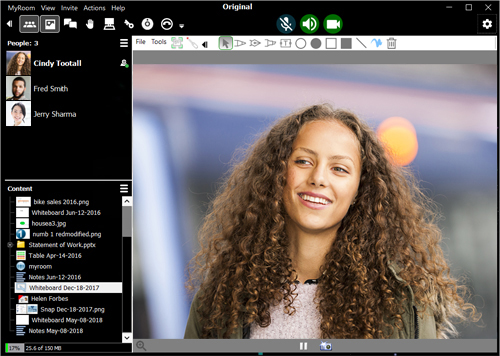 MyRoom View Invite Actions Help
Original
People: 3
File Tools
Cindy Tootall
Fred Smith
Jerry Sharma
Content
bike sales 2016.png
Whiteboard Jun-12-2016
housea3.jpg
numb 1 redmodified.png
Statement of Work.pptx
Table Apr-14-2016
myroom
Notes Jun-12-2016
Whiteboard Dec-18-2017
Helen Forbes
Snap Dec-18-2017.png
Whiteboard May-08-2018
Notes May-08-2018
17% 25.6 of 150 MB